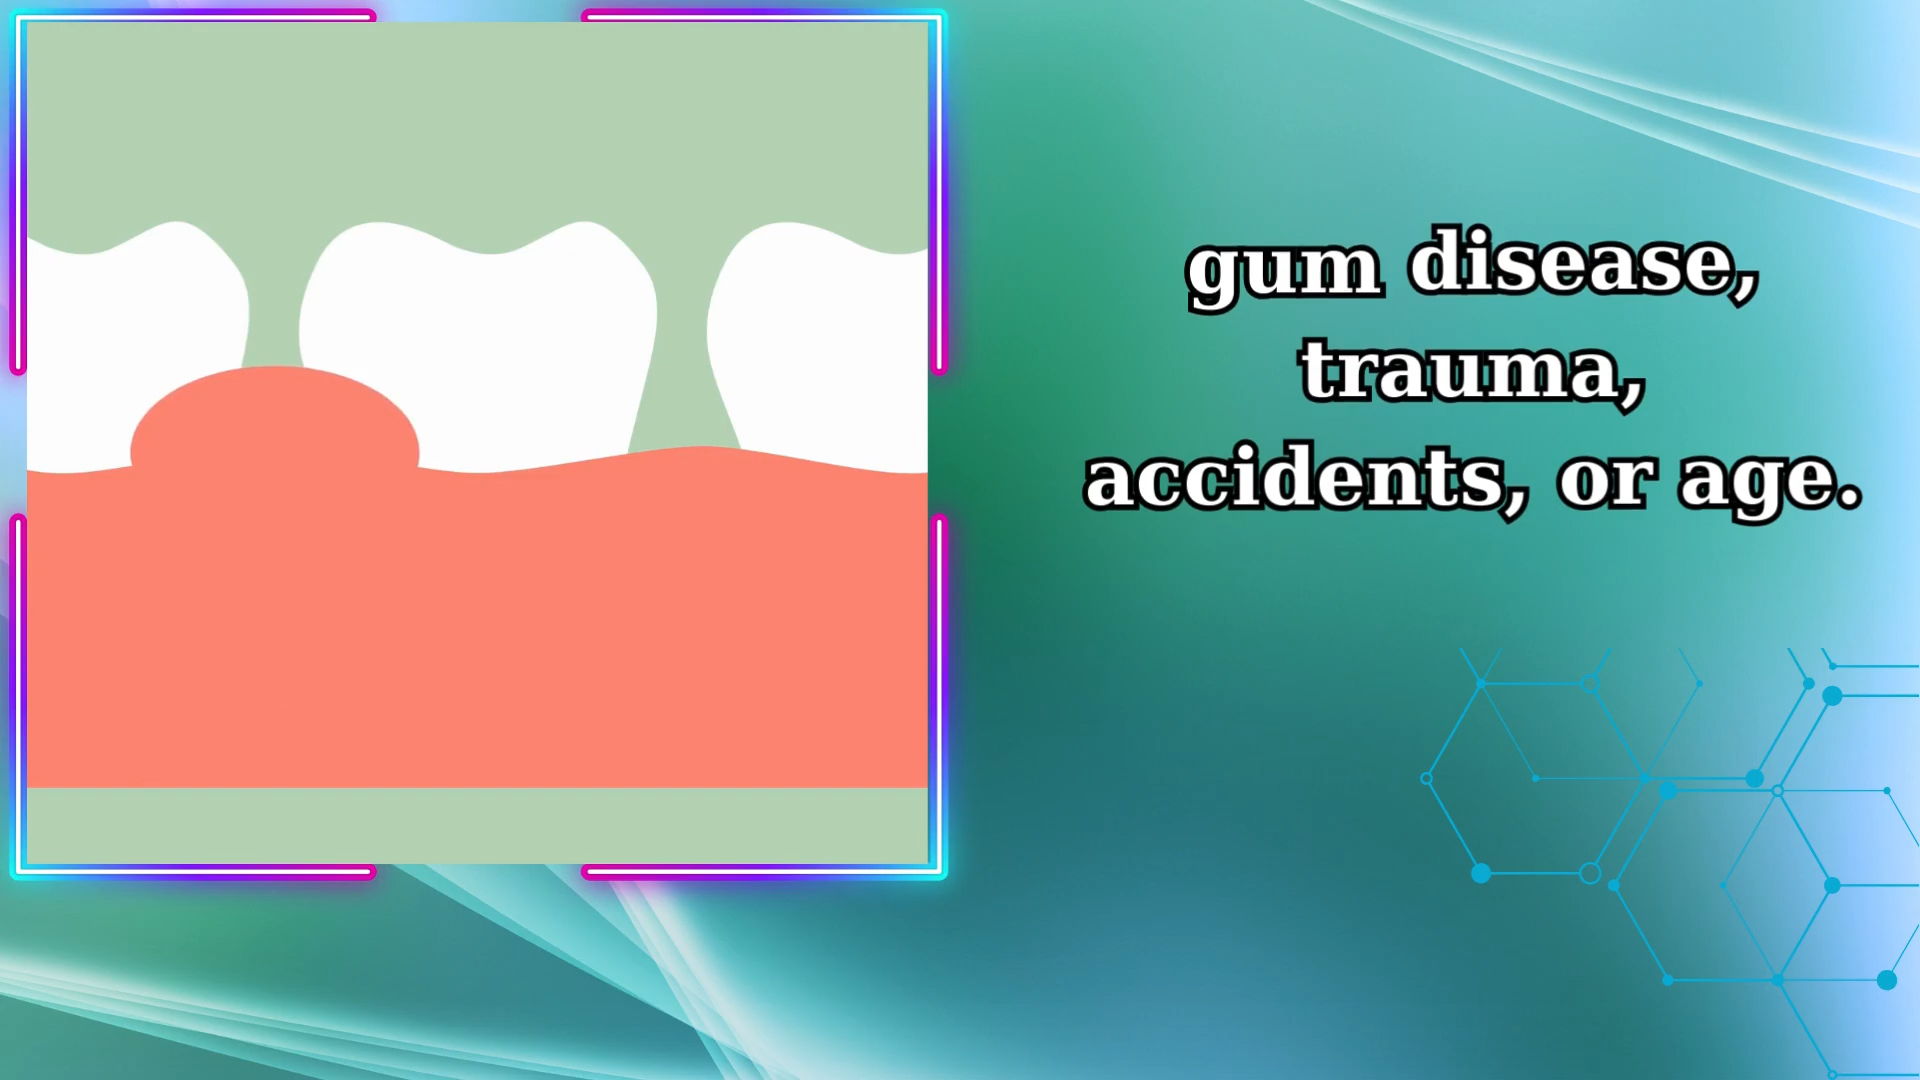 gum disease,
trauma,
accidents, or age.